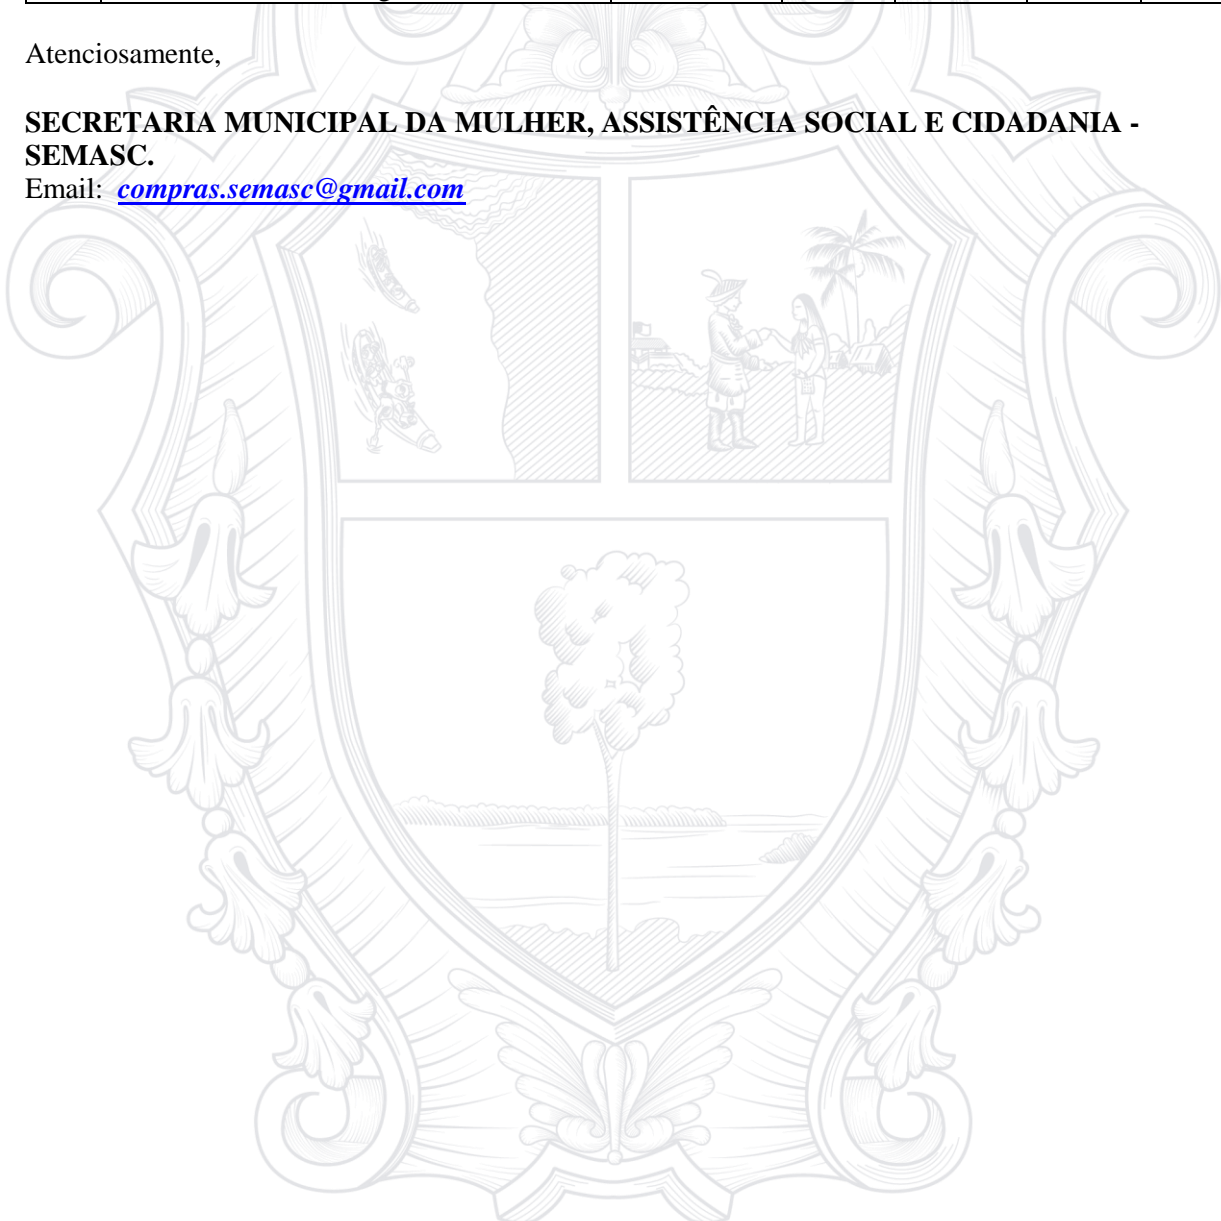 Atenciosamente,
SECRETARIA MUNICIPAL DA MULHER, ASSISTÊNCIA SOCIAL E CIDADANIA -
SEMASC.
Email: compras.semasc@gmail.com